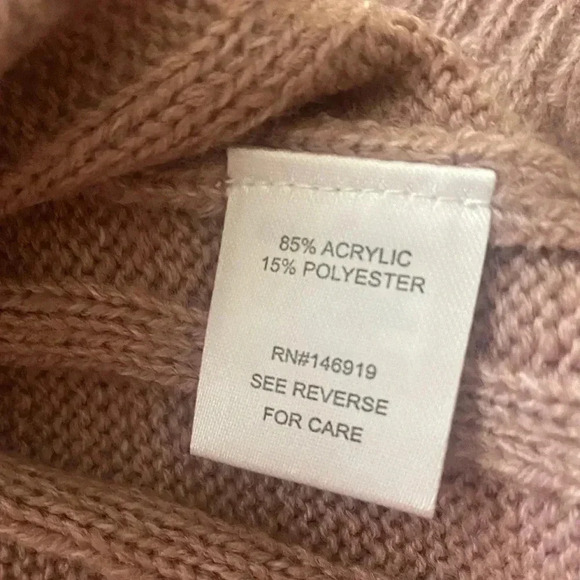 85% ACRYLIC
15% POLYESTER
RN#146919
SEE REVERSE
FOR CARE